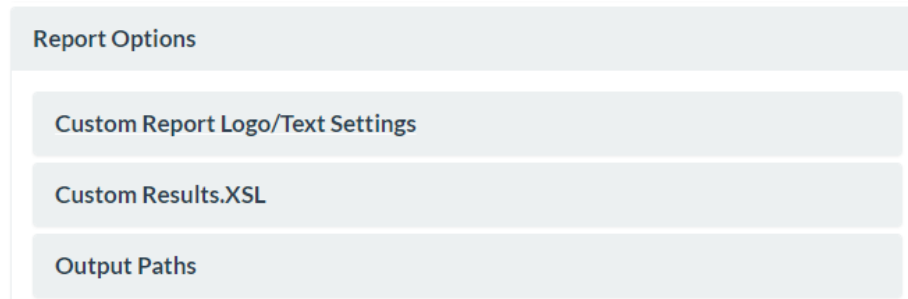 Report Options
Custom Report Logo/Text Settings
Custom Results.XSL
Output Paths